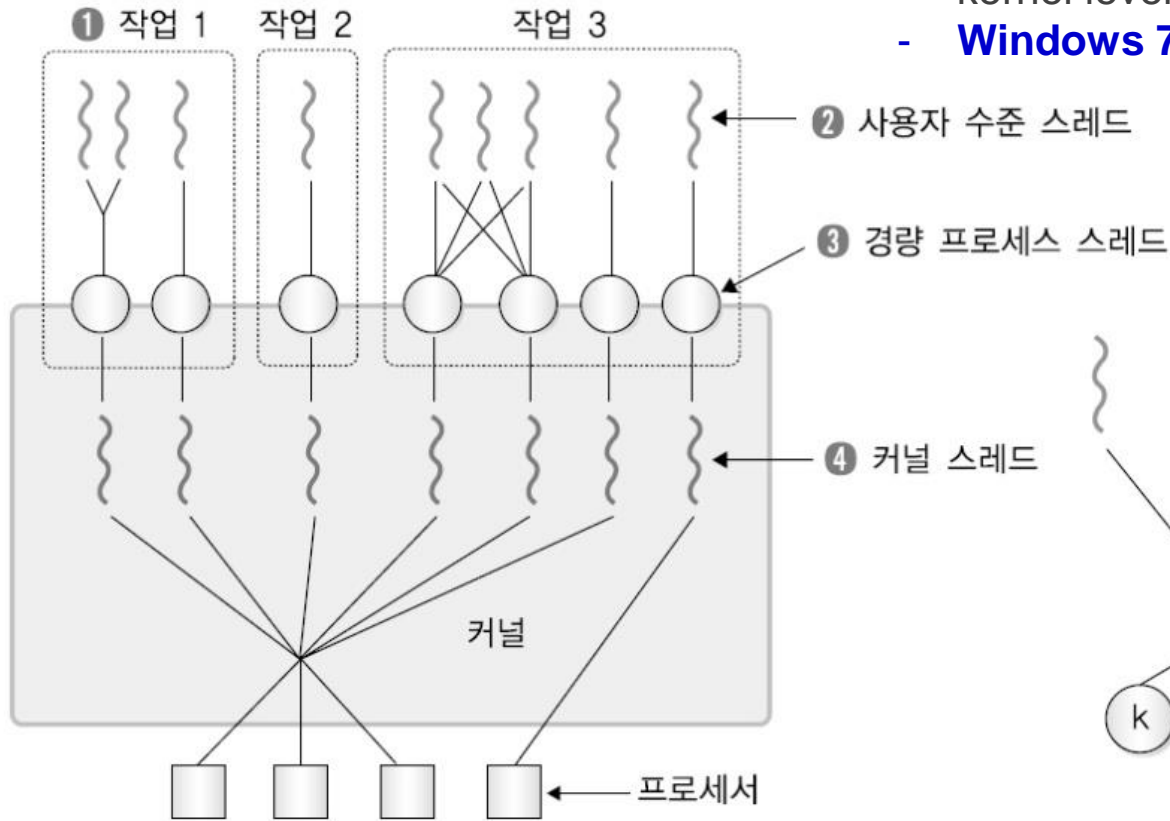 kernel level
- Windows 7
❶ 작업 1
작업 2
작업 3
❷ 사용자 수준 스레드
❸ 경량 프로세스 스레드
❹ 커널 스레드
커널
k
프로세서